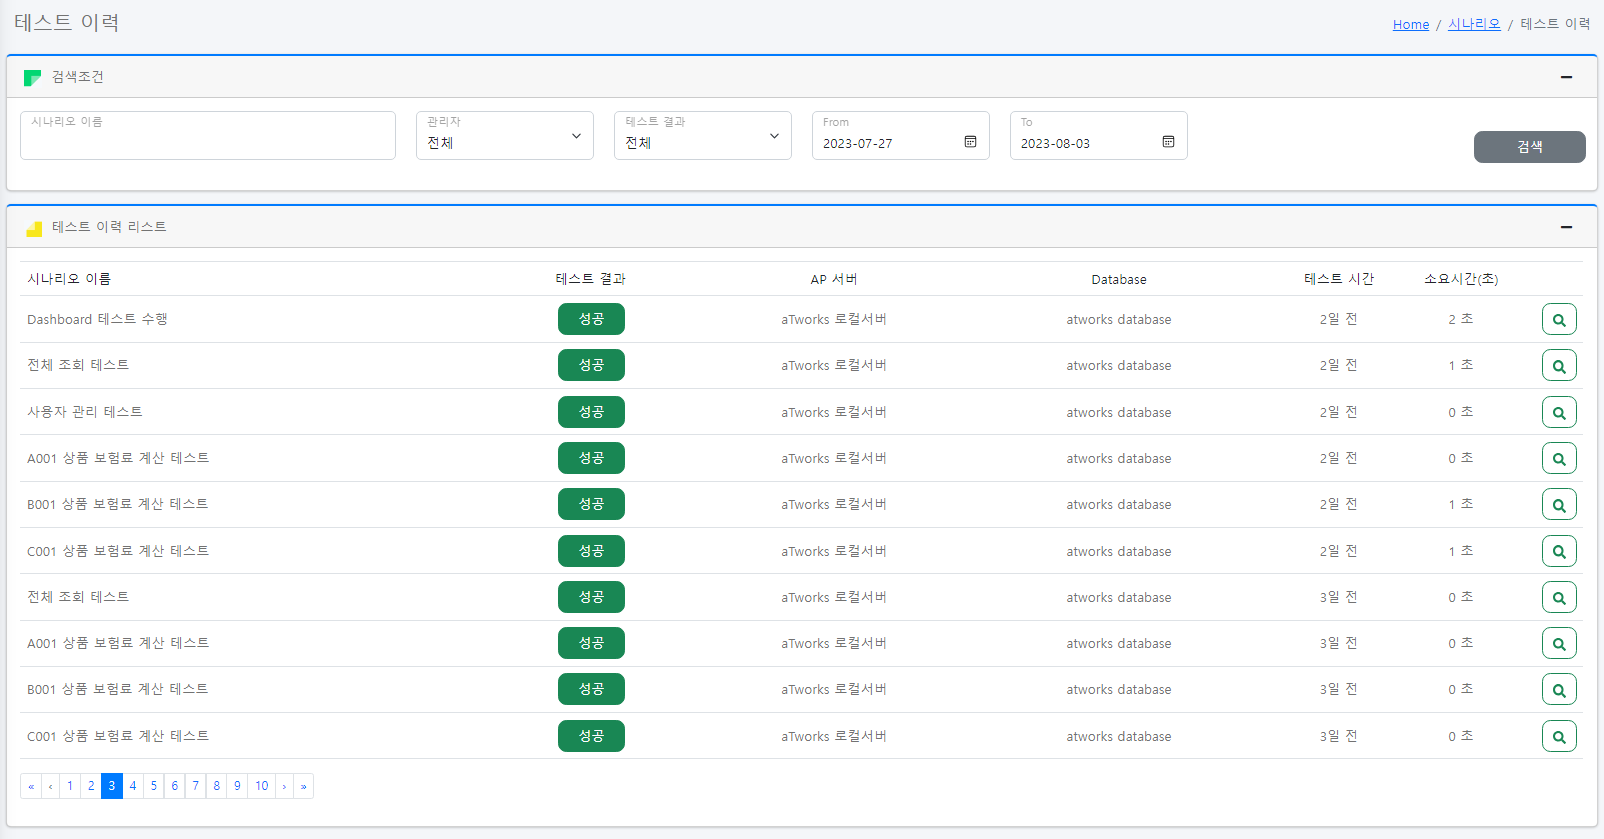 테스트 이력
Home / 시나리오 / 테스트 이력
검색조건
시나리오 이름
관리자
전체
테스트 결과
전체
From
2023-07-27
To
2023-08-03
검색
테스트 이력 리스트
시나리오 이름 테스트 결과 AP 서버 Database 테스트 시간 소요시간(초)
Dashboard 테스트 수행 성공 aTworks 로컬서버 atworks database 2일 전 2 초
전체 조회 테스트 성공 aTworks 로컬서버 atworks database 2일 전 1 초
사용자 관리 테스트 성공 aTworks 로컬서버 atworks database 2일 전 0 초
A001 상품 보험료 계산 테스트 성공 aTworks 로컬서버 atworks database 2일 전 0 초
B001 상품 보험료 계산 테스트 성공 aTworks 로컬서버 atworks database 2일 전 1 초
C001 상품 보험료 계산 테스트 성공 aTworks 로컬서버 atworks database 2일 전 1 초
전체 조회 테스트 성공 aTworks 로컬서버 atworks database 3일 전 0 초
A001 상품 보험료 계산 테스트 성공 aTworks 로컬서버 atworks database 3일 전 0 초
B001 상품 보험료 계산 테스트 성공 aTworks 로컬서버 atworks database 3일 전 0 초
C001 상품 보험료 계산 테스트 성공 aTworks 로컬서버 atworks database 3일 전 0 초
« ‹ 1 2 3 4 5 6 7 8 9 10 › »